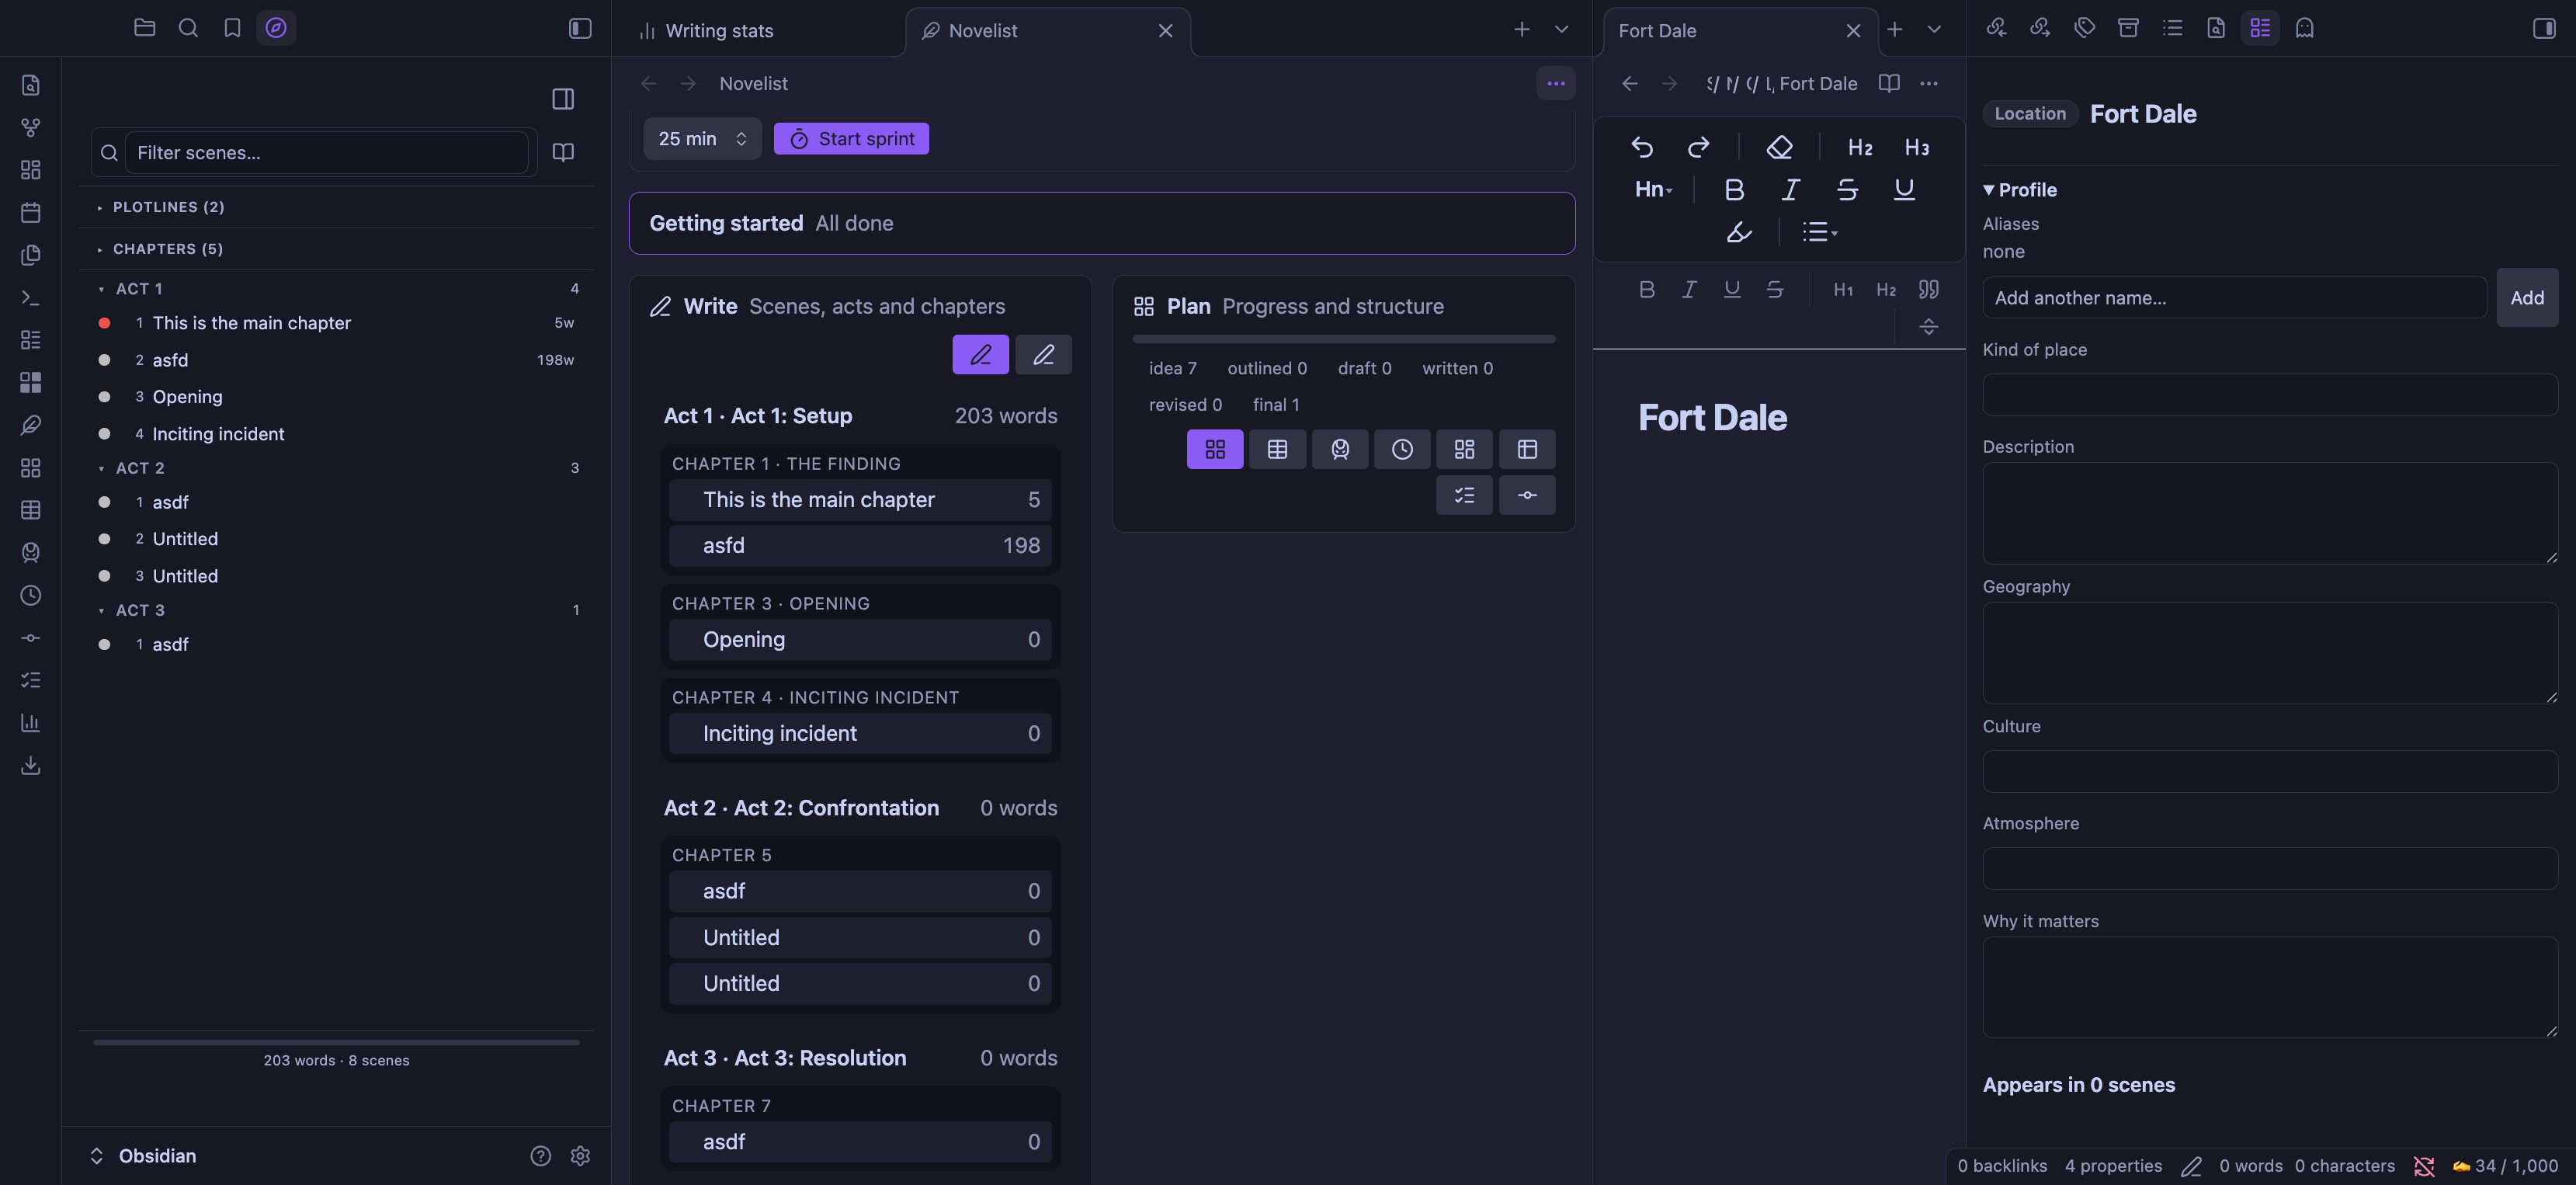 Writing stats
Novelist
Fort Dale
Novelist
Fort Dale
Filter scenes...
PLOTLINES (2)
CHAPTERS (5)
ACT 1 4
1 This is the main chapter 5w
2 asfd 198w
3 Opening
4 Inciting incident
ACT 2 3
1 asdf
2 Untitled
3 Untitled
ACT 3 1
1 asdf
203 words · 8 scenes
Obsidian
25 min
Start sprint
Getting started All done
Write Scenes, acts and chapters
Act 1 · Act 1: Setup 203 words
CHAPTER 1 · THE FINDING
This is the main chapter 5
asfd 198
CHAPTER 3 · OPENING
Opening 0
CHAPTER 4 · INCITING INCIDENT
Inciting incident 0
Act 2 · Act 2: Confrontation 0 words
CHAPTER 5
asdf 0
Untitled 0
Untitled 0
Act 3 · Act 3: Resolution 0 words
CHAPTER 7
asdf 0
Plan Progress and structure
idea 7 outlined 0 draft 0 written 0
revised 0 final 1
H2 H3
Hn B I S U
B I U S H1 H2
Fort Dale
Location Fort Dale
Profile
Aliases
none
Add another name...
Add
Kind of place
Description
Geography
Culture
Atmosphere
Why it matters
Appears in 0 scenes
0 backlinks 4 properties 0 words 0 characters 34 / 1,000